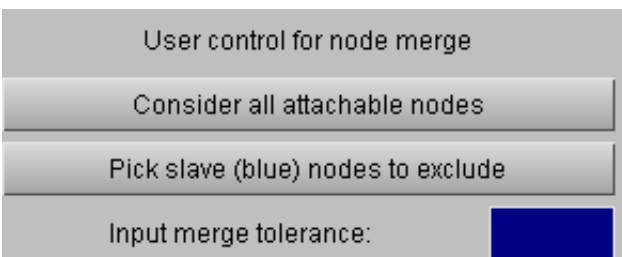 User control for node merge
Consider all attachable nodes
Pick slave (blue) nodes to exclude
Input merge tolerance: